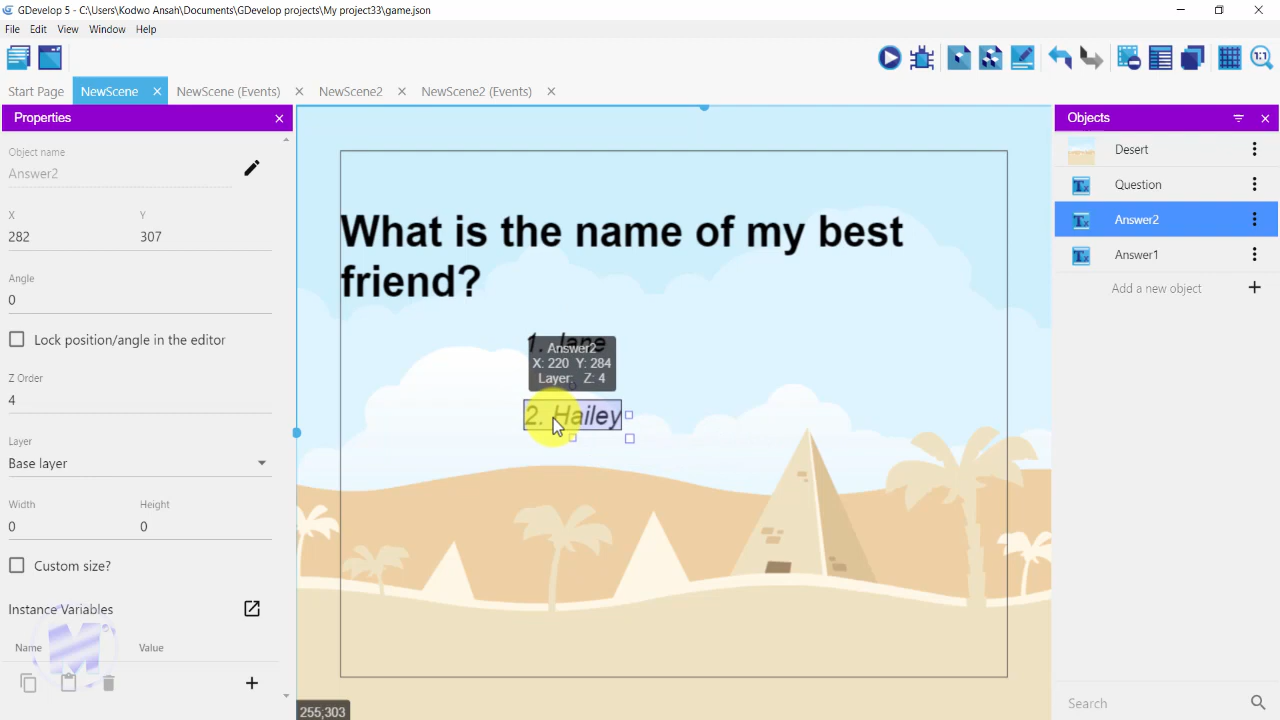 GDevelop 5 - C:\Users\Kodwo Ansah\Documents\GDevelop projects\My project33\game.json
File Edit View Window Help
Start Page NewScene NewScene (Events) NewScene2 NewScene2 (Events)
Properties
Object name
Answer2
X Y
282 307
Angle
0
Lock position/angle in the editor
Z Order
4
Layer
Base layer
Width Height
0 0
Custom size?
Instance Variables
Name Value
What is the name of my best
friend?
1. Jane
Answer2
X: 220 Y: 284
Layer: Z: 4
2. Hailey
255;303
Objects
Desert
Question
Answer2
Answer1
Add a new object
Search
1:1
M